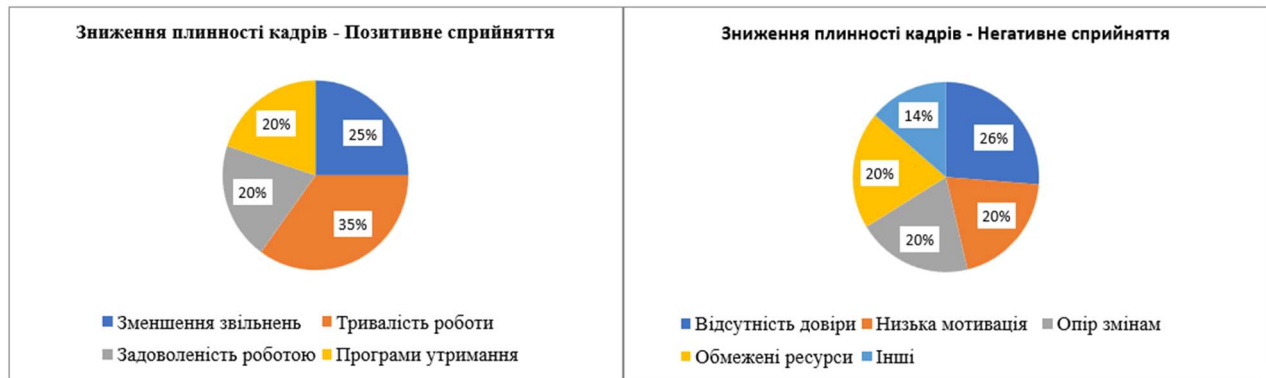 Зниження плинності кадрів - Позитивне сприйняття
20%
25%
20%
35%
Зменшення звільнень
Тривалість роботи
Задоволеність роботою
Програми утримання
Зниження плинності кадрів - Негативне сприйняття
14%
26%
20%
20%
20%
Відсутність довіри
Низька мотивація
Опір змінам
Обмежені ресурси
Інші